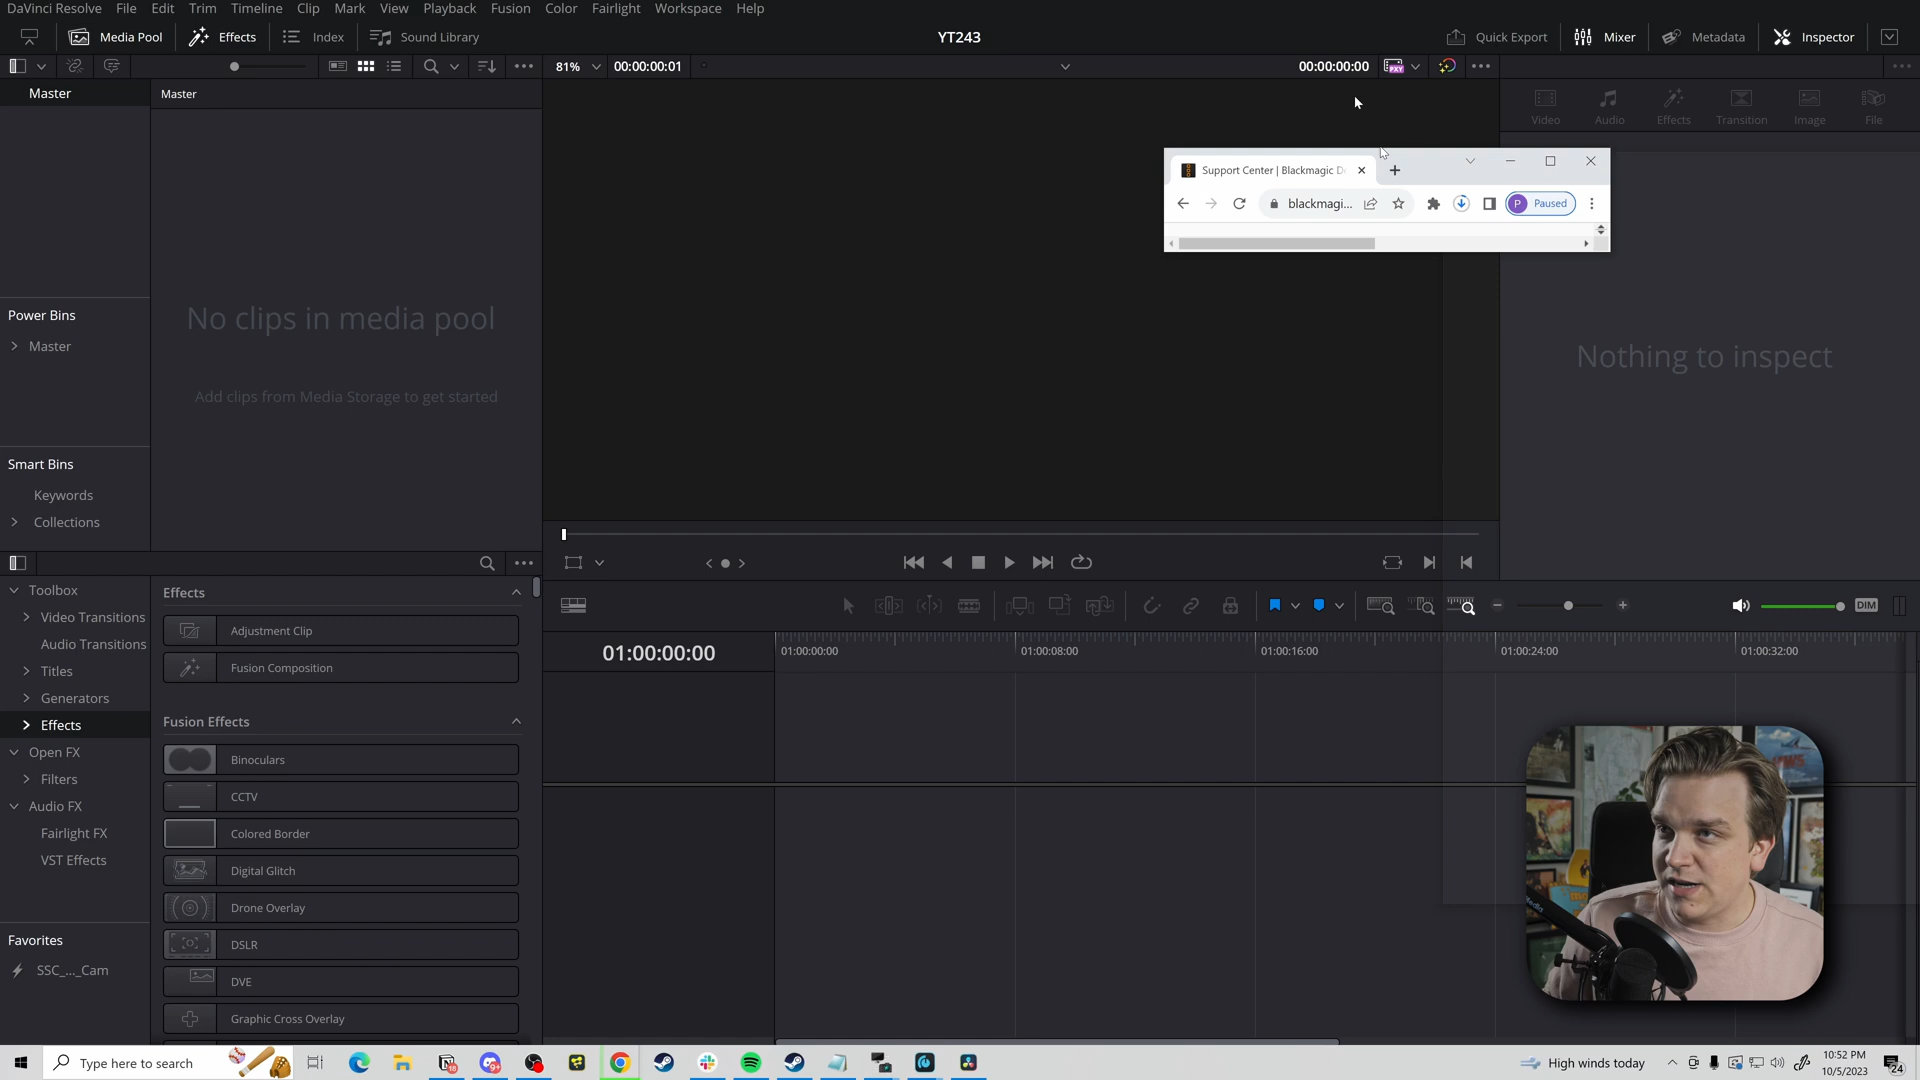 DaVinci Resolve File Edit Trim Timeline Clip Mark View Playback Fusion Color Fairlight Workspace Help
Media Pool Effects Index Sound Library YT243 Quick Export Mixer Metadata Inspector
81% 00:00:00:01 00:00:00:00 PXY
Master
Master
Video Audio Effects Transition Image File
Support Center | Blackmagic De
blackmagi... P Paused
No clips in media pool
Add clips from Media Storage to get started
Nothing to inspect
Power Bins
Master
Smart Bins
Keywords
Collections
Toolbox
Video Transitions
Audio Transitions
Titles
Generators
Effects
Open FX
Filters
Audio FX
Fairlight FX
VST Effects
Favorites
SSC_..._Cam
Effects
Adjustment Clip
Fusion Composition
Fusion Effects
Binoculars
CCTV
Colored Border
Digital Glitch
Drone Overlay
DSLR
DVE
Graphic Cross Overlay
DIM
01:00:00:00
01:00:00:00 01:00:08:00 01:00:16:00 01:00:24:00 01:00:32:00
Type here to search
High winds today
10:52 PM
10/5/2023
24